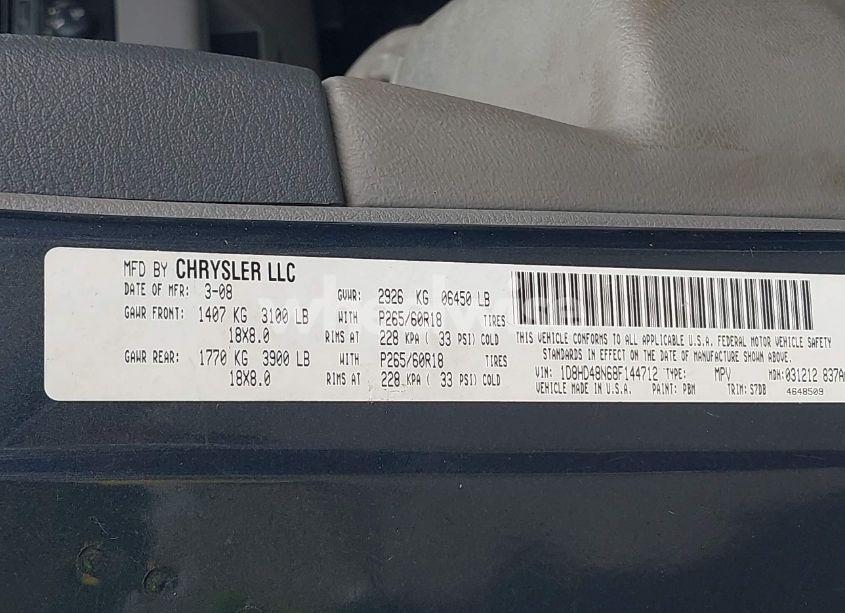 MFD BY CHRYSLER LLC
DATE OF MFR: 3-08 GVWR: 2926 KG 06450 LB
GAWR FRONT: 1407 KG 3100 LB WITH P265/60R18 TIRES
18X8.0 RIMS AT 228 KPA ( 33 PSI) COLD
GAWR REAR: 1770 KG 3900 LB WITH P265/60R18 TIRES
18X8.0 RIMS AT 228 KPA ( 33 PSI) COLD
THIS VEHICLE CONFORMS TO ALL APPLICABLE U.S.A. FEDERAL MOTOR VEHICLE SAFETY
STANDARDS IN EFFECT ON THE DATE OF MANUFACTURE SHOWN ABOVE.
VIN: 1D8HD48N68F144712 TYPE: MPV MDH: 031212 837A
VEHICLE MADE IN U.S.A. PAINT: PBM TRIM: S7DB 4648509